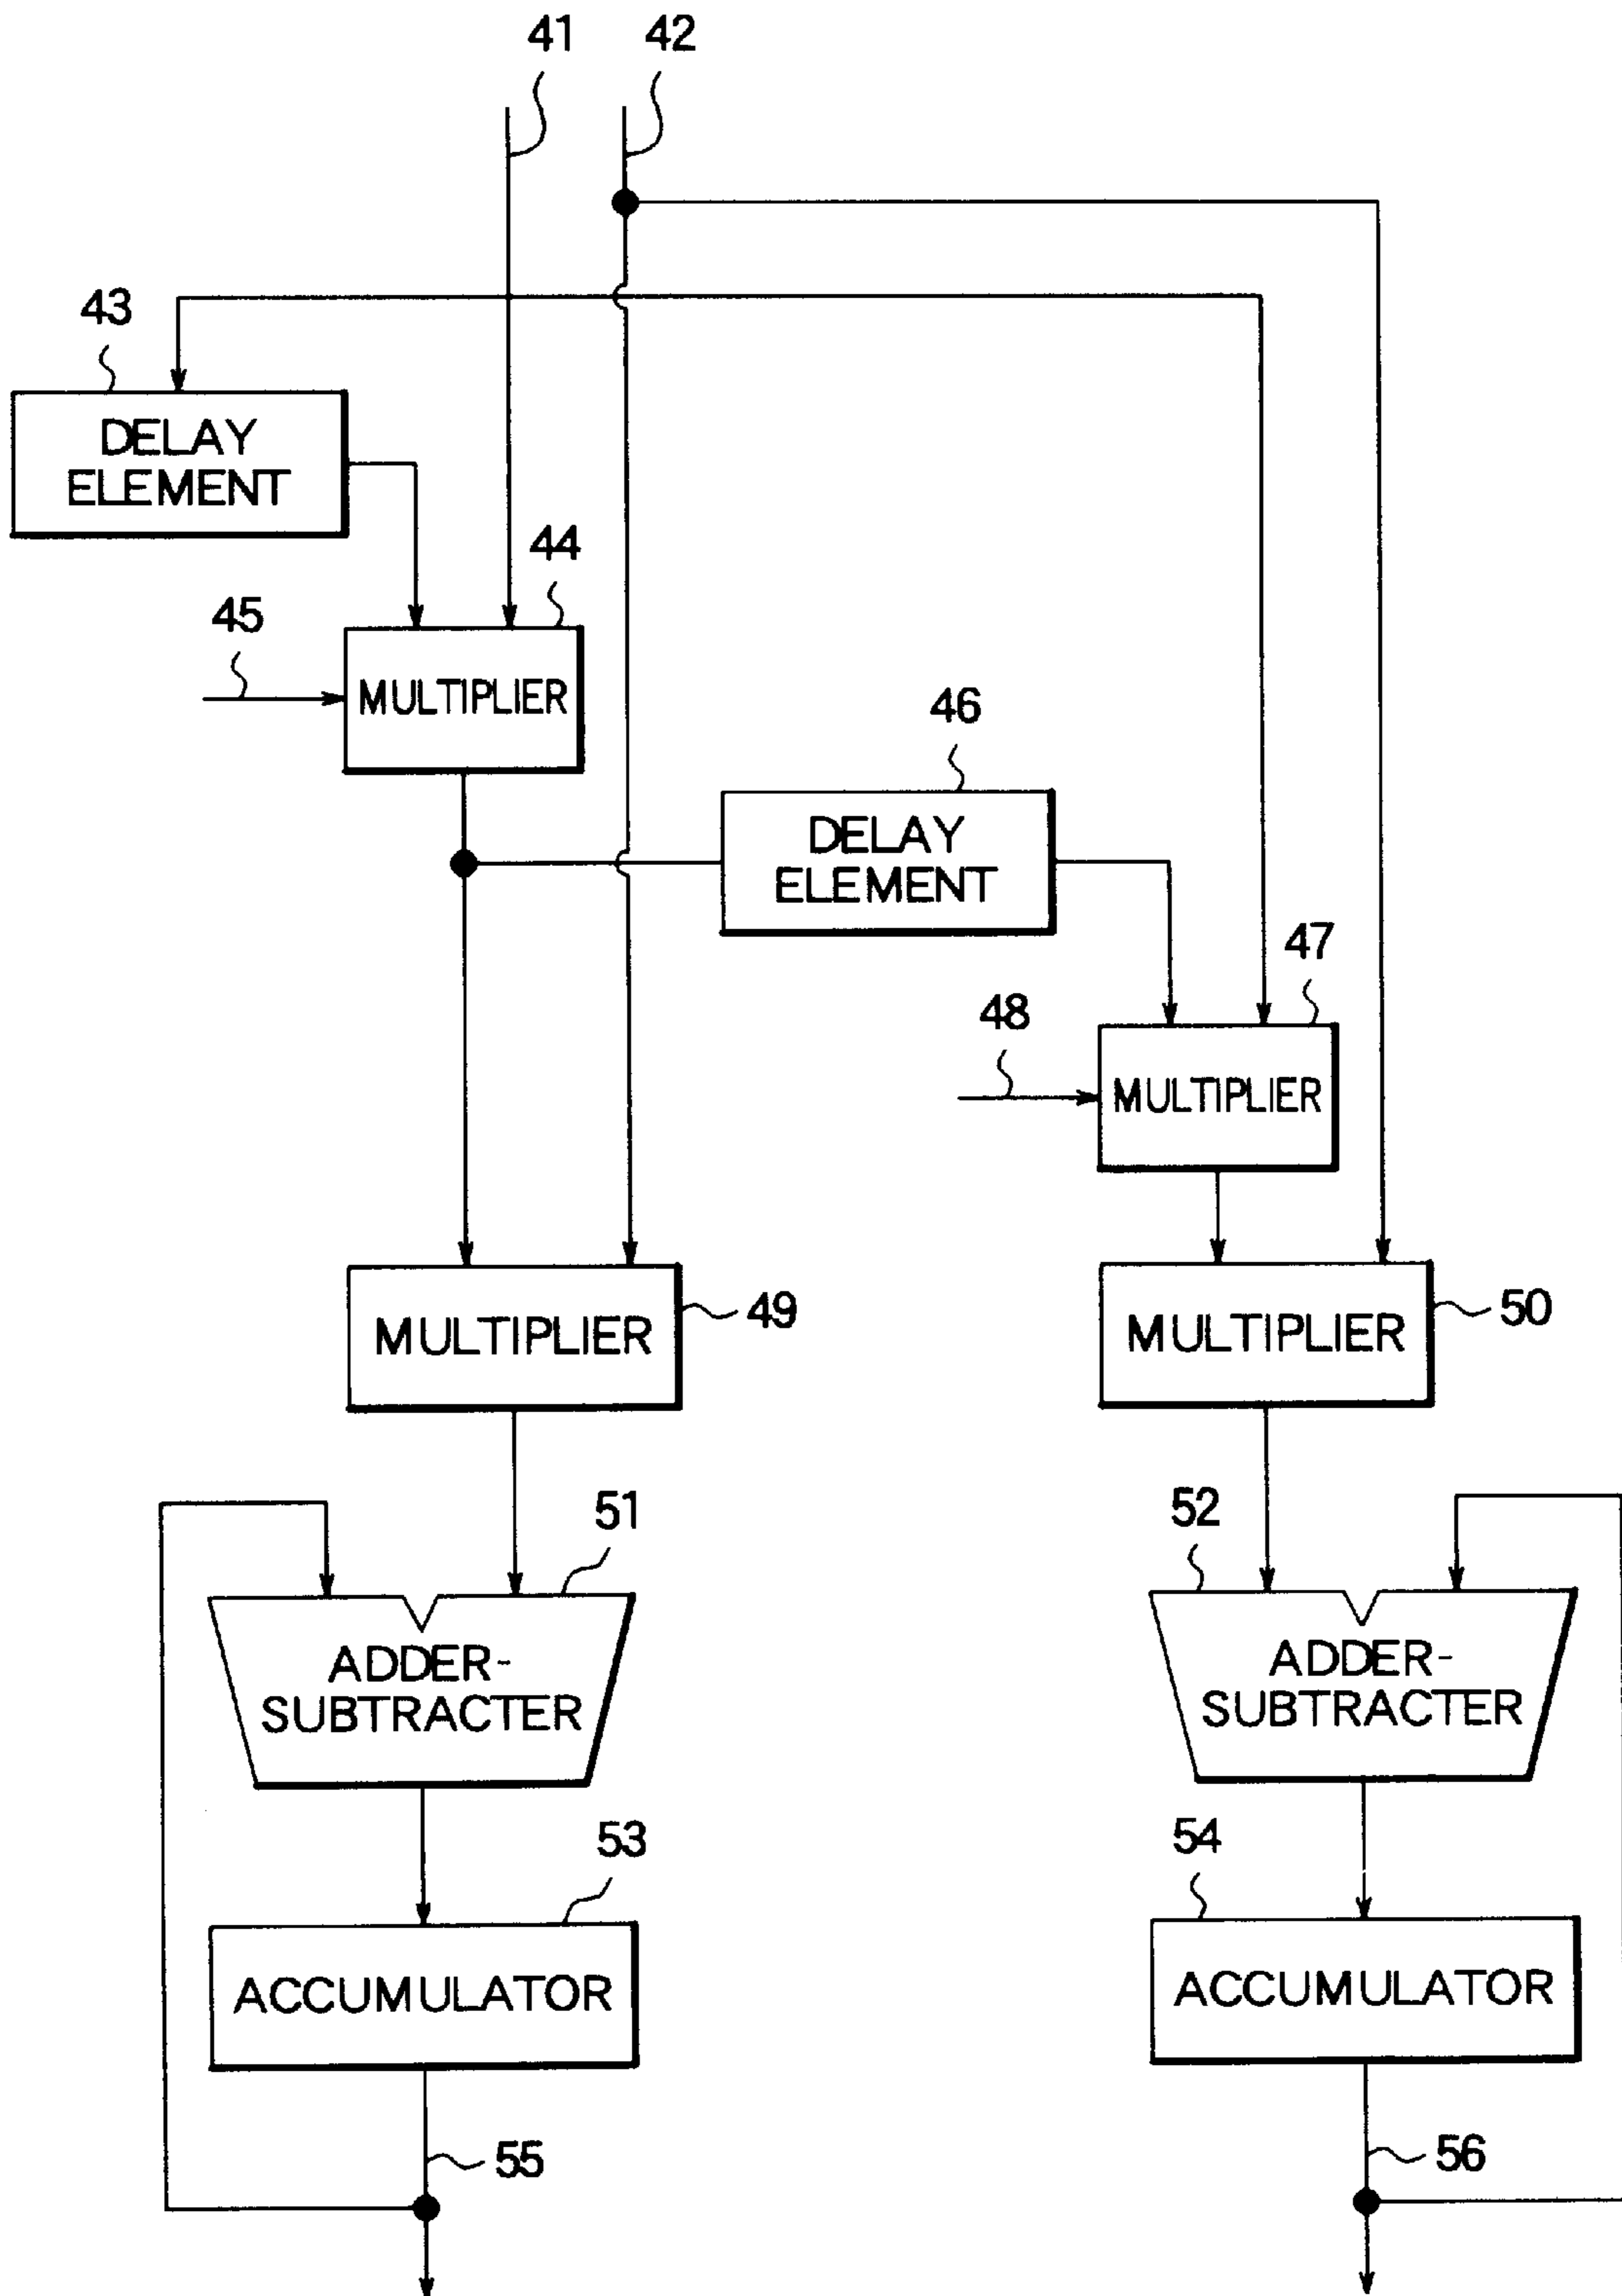 41
42
43
DELAY
ELEMENT
44
45
MULTIPLIER
46
DELAY
ELEMENT
47
48
MULTIPLIER
MULTIPLIER
49
MULTIPLIER
50
51
52
ADDER-
SUBTRACTER
ADDER-
SUBTRACTER
53
54
ACCUMULATOR
ACCUMULATOR
55
56